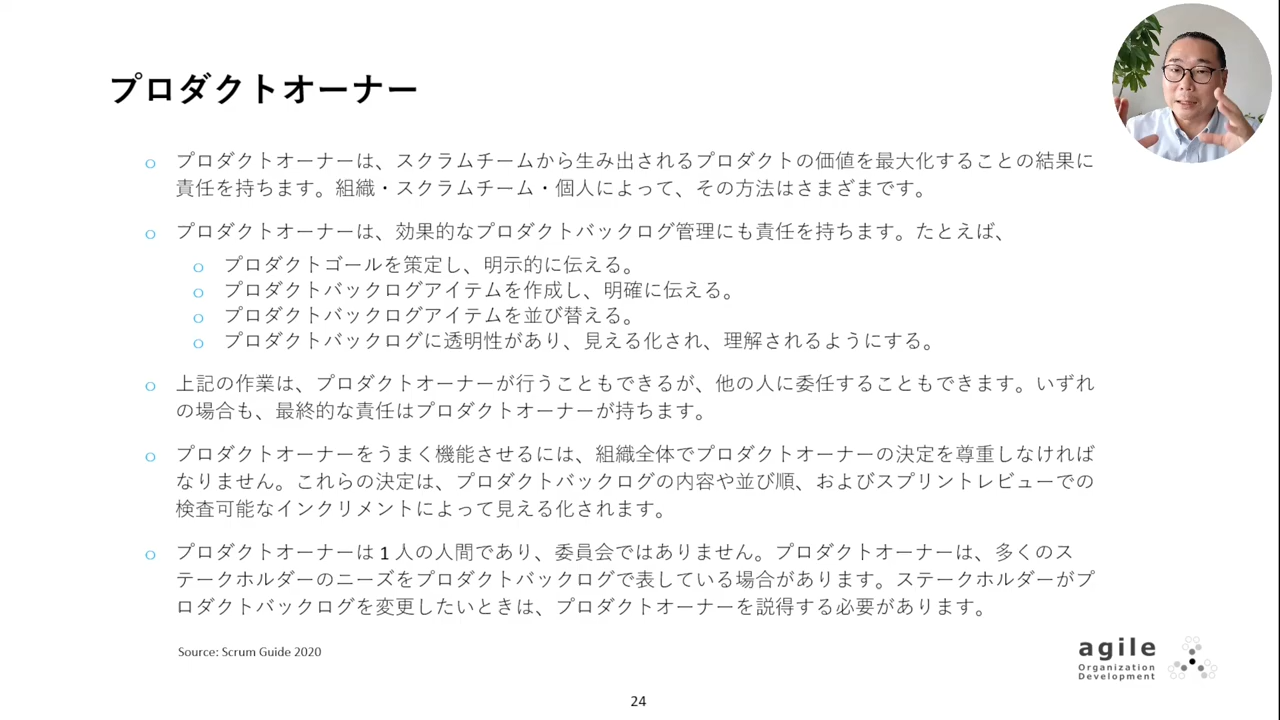 プロダクトオーナー
プロダクトオーナーは、スクラムチームから生み出されるプロダクトの価値を最大化することの結果に
責任を持ちます。組織・スクラムチーム・個人によって、その方法はさまざまです。
プロダクトオーナーは、効果的なプロダクトバックログ管理にも責任を持ちます。たとえば、
プロダクトゴールを策定し、明示的に伝える。
プロダクトバックログアイテムを作成し、明確に伝える。
プロダクトバックログアイテムを並び替える。
プロダクトバックログに透明性があり、見える化され、理解されるようにする。
上記の作業は、プロダクトオーナーが行うこともできるが、他の人に委任することもできます。いずれ
の場合も、最終的な責任はプロダクトオーナーが持ちます。
プロダクトオーナーをうまく機能させるには、組織全体でプロダクトオーナーの決定を尊重しなければ
なりません。これらの決定は、プロダクトバックログの内容や並び順、およびスプリントレビューでの
検査可能なインクリメントによって見える化されます。
プロダクトオーナーは 1 人の人間であり、委員会ではありません。プロダクトオーナーは、多くのス
テークホルダーのニーズをプロダクトバックログで表している場合があります。ステークホルダーがプ
ロダクトバックログを変更したいときは、プロダクトオーナーを説得する必要があります。
Source: Scrum Guide 2020
agile
Organization
Development
24